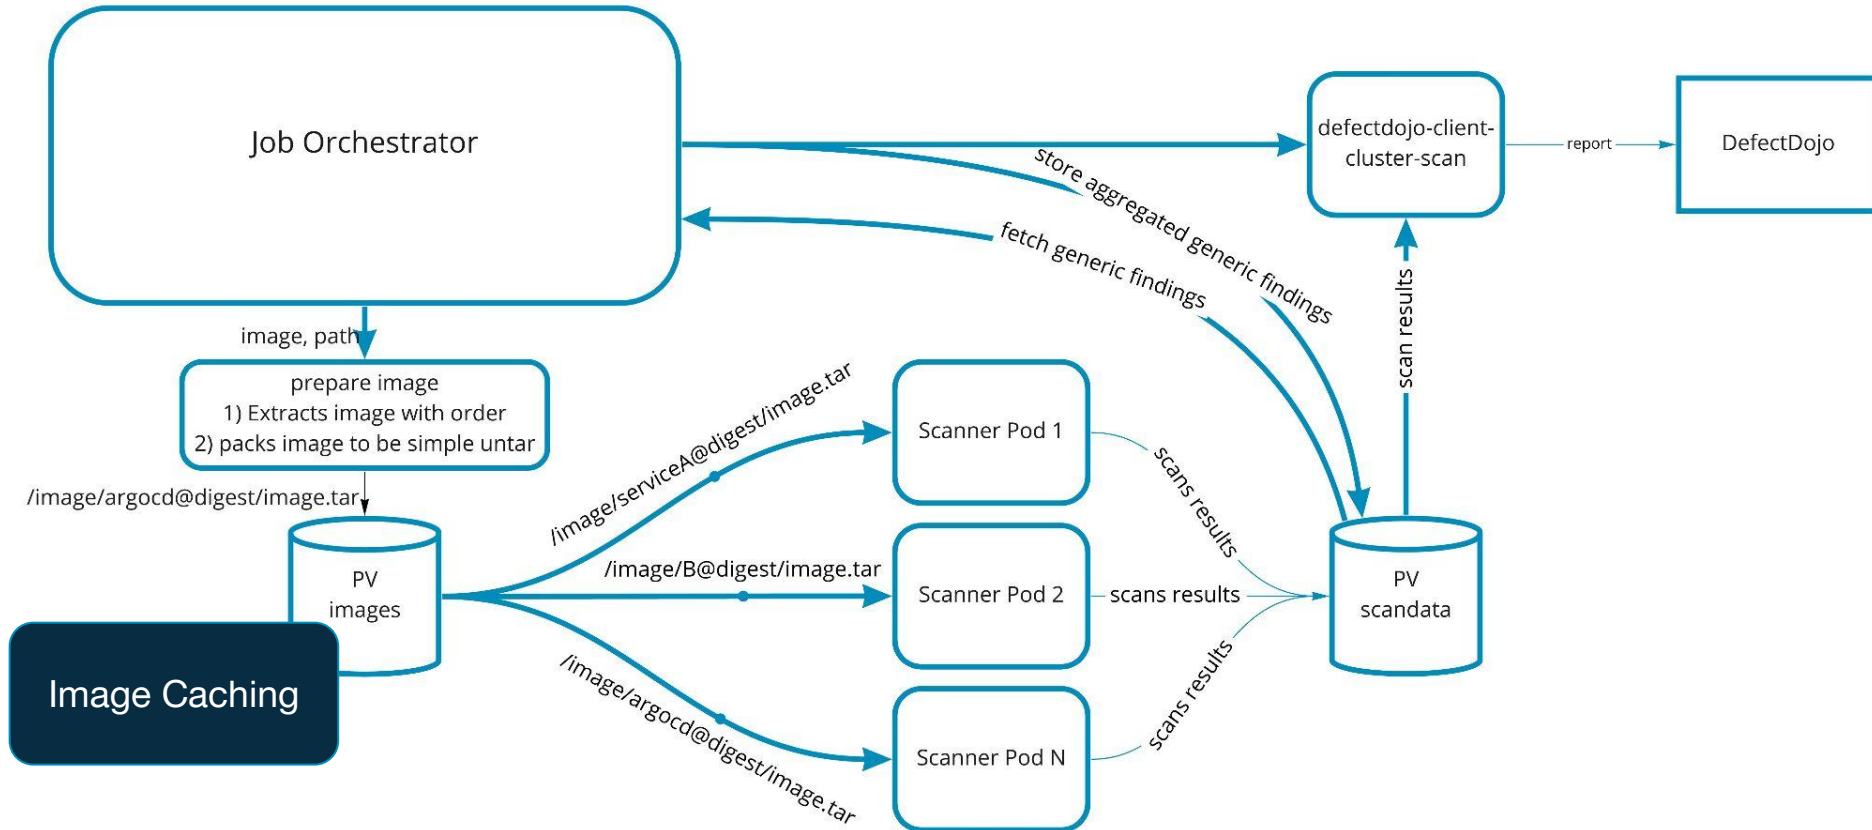 Job Orchestrator
defectdojo-client-
cluster-scan
report
DefectDojo
store aggregated generic findings
fetch generic findings
scan results
image, path
prepare image
1) Extracts image with order
2) packs image to be simple untar
/image/argocd@digest/image.tar
PV
images
Image Caching
/image/serviceA@digest/image.tar
/image/B@digest/image.tar
/image/argocd@digest/image.tar
Scanner Pod 1
Scanner Pod 2
Scanner Pod N
scans results
scans results
scans results
PV
scandata